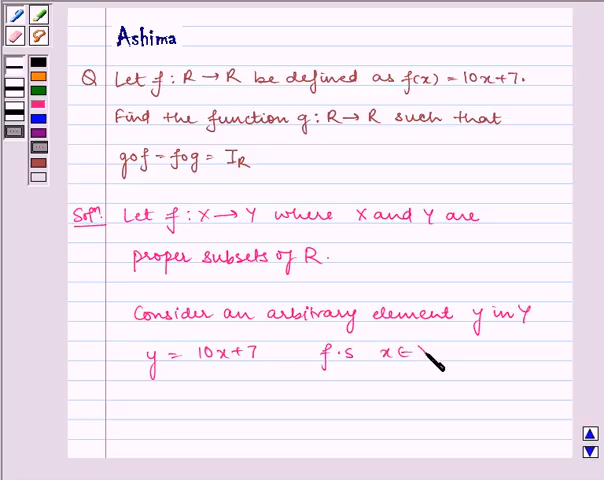 Ashima
Q Let f : R → R be defined as f(x) = 10x+7.
Find the function g : R → R such that
gof = fog = I_R
Solⁿ: Let f : X → Y where X and Y are
proper subsets of R.
Consider an arbitrary element y in Y
y = 10x+7 f.s x ∈